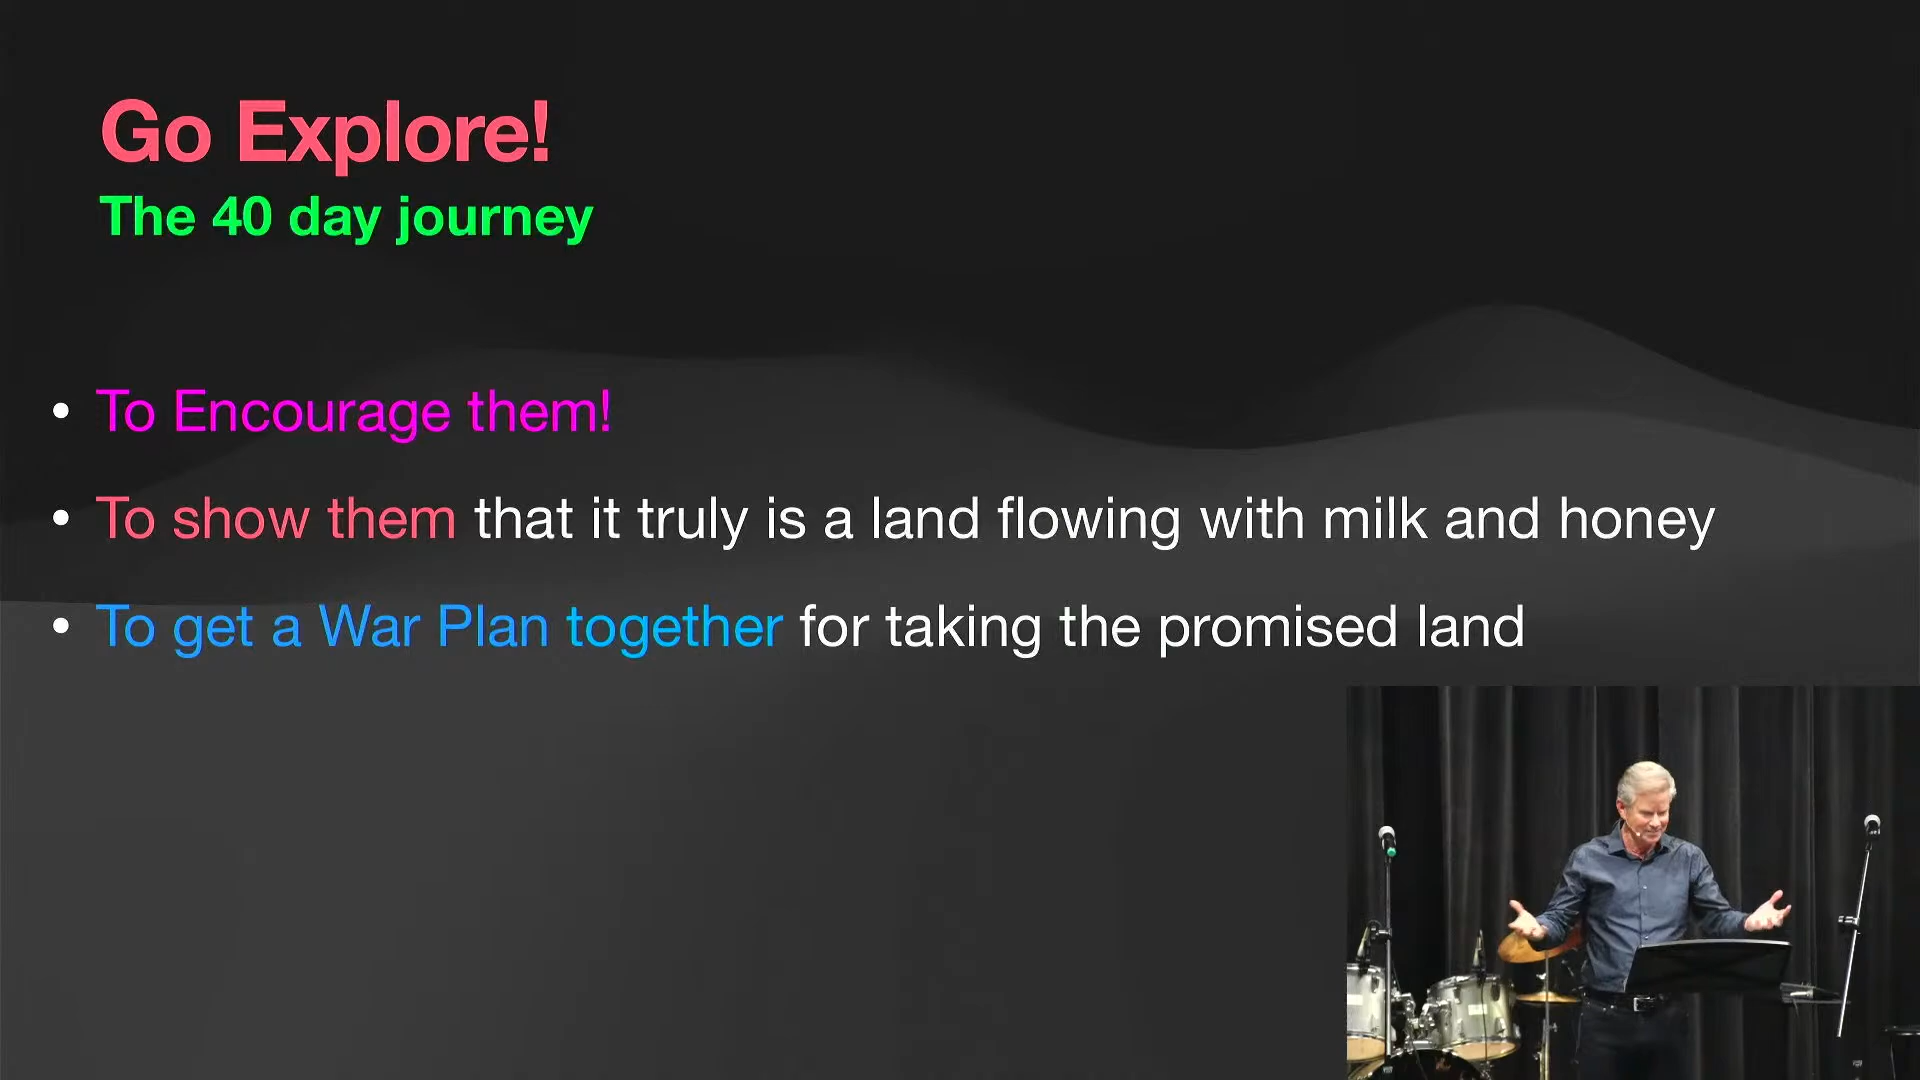 Go Explore!
The 40 day journey
• To Encourage them!
• To show them that it truly is a land flowing with milk and honey
• To get a War Plan together for taking the promised land